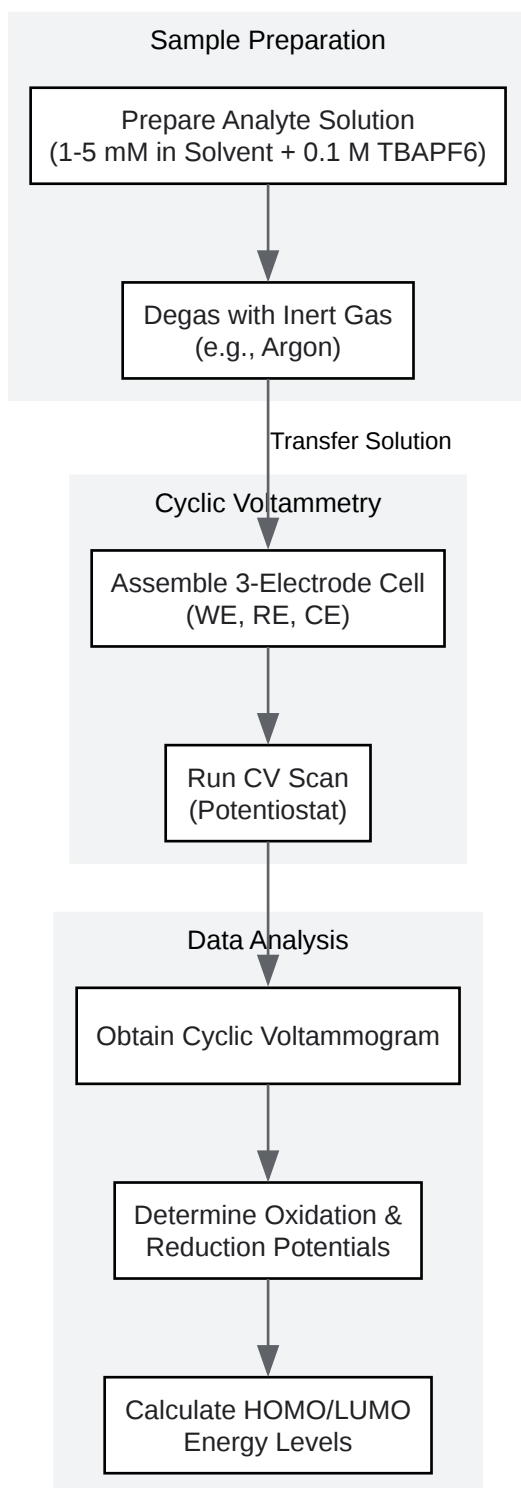 Sample Preparation
Prepare Analyte Solution
(1-5 mM in Solvent + 0.1 M TBAPF6)
Degas with Inert Gas
(e.g., Argon)
Transfer Solution
Cyclic Voltammetry
Assemble 3-Electrode Cell
(WE, RE, CE)
Run CV Scan
(Potentiostat)
Data Analysis
Obtain Cyclic Voltammogram
Determine Oxidation &
Reduction Potentials
Calculate HOMO/LUMO
Energy Levels